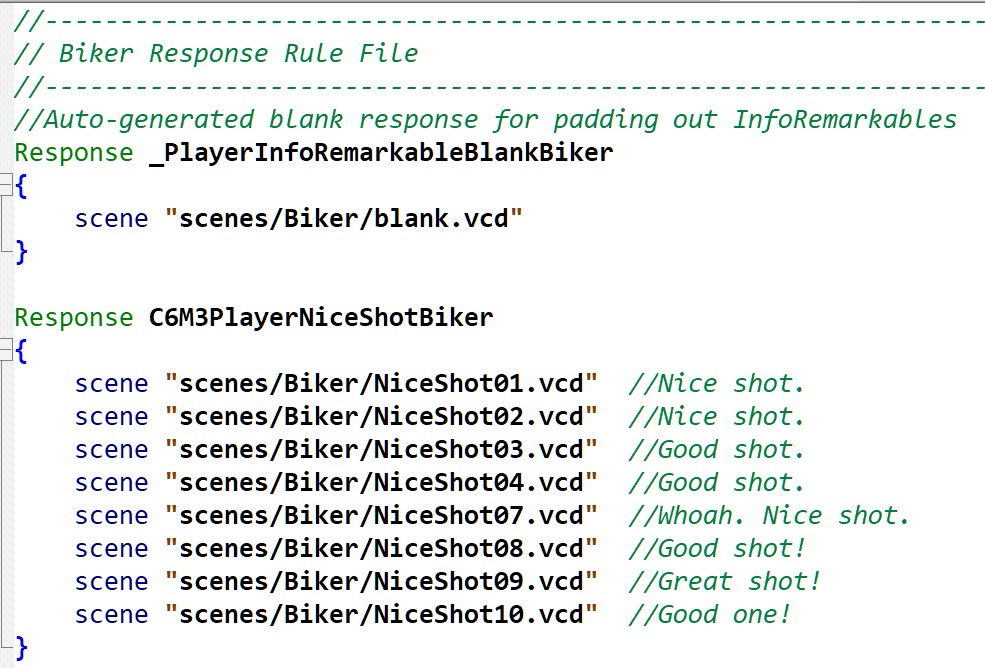 //---------------------------------------------------------------
// Biker Response Rule File
//---------------------------------------------------------------
//Auto-generated blank response for padding out InfoRemarkables
Response _PlayerInfoRemarkableBlankBiker
{
    scene "scenes/Biker/blank.vcd"
}

Response C6M3PlayerNiceShotBiker
{
    scene "scenes/Biker/NiceShot01.vcd"  //Nice shot.
    scene "scenes/Biker/NiceShot02.vcd"  //Nice shot.
    scene "scenes/Biker/NiceShot03.vcd"  //Good shot.
    scene "scenes/Biker/NiceShot04.vcd"  //Good shot.
    scene "scenes/Biker/NiceShot07.vcd"  //Whoah. Nice shot.
    scene "scenes/Biker/NiceShot08.vcd"  //Good shot!
    scene "scenes/Biker/NiceShot09.vcd"  //Great shot!
    scene "scenes/Biker/NiceShot10.vcd"  //Good one!
}